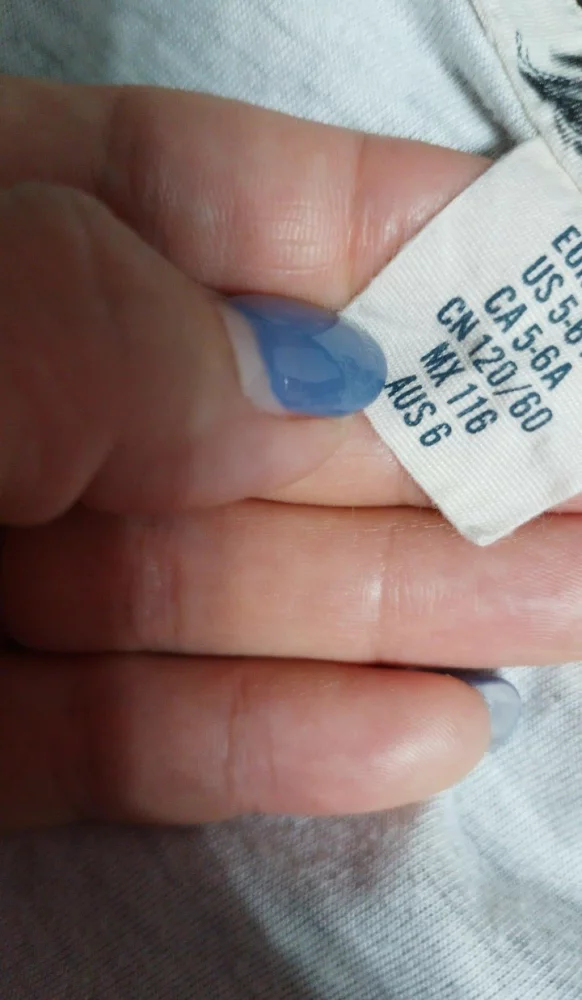 US 5-6
CA 5-6A
CN 120/60
MX 116
AUS 6